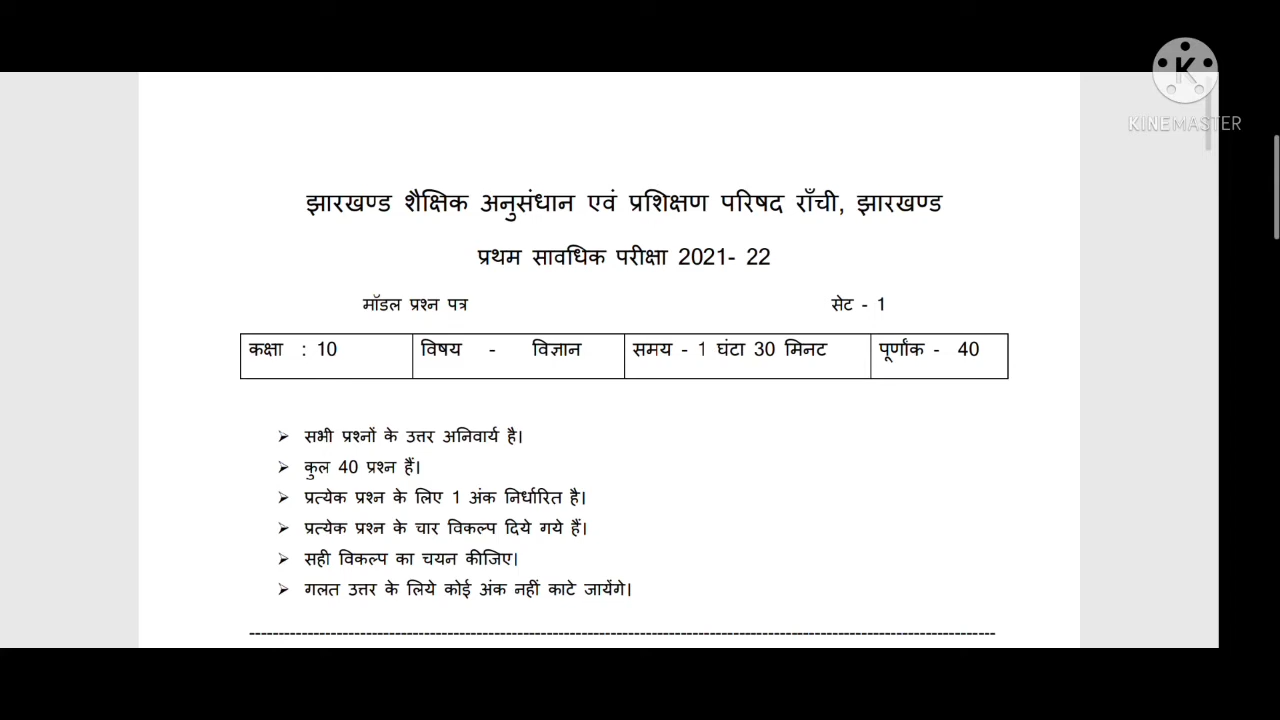 K
KINEMASTER
झारखण्ड शैक्षिक अनुसंधान एवं प्रशिक्षण परिषद राँची, झारखण्ड
प्रथम सावधिक परीक्षा 2021- 22
मॉडल प्रश्न पत्र सेट - 1
कक्षा : 10 विषय - विज्ञान समय - 1 घंटा 30 मिनट पूर्णांक - 40
➢ सभी प्रश्नों के उत्तर अनिवार्य है।
➢ कुल 40 प्रश्न हैं।
➢ प्रत्येक प्रश्न के लिए 1 अंक निर्धारित है।
➢ प्रत्येक प्रश्न के चार विकल्प दिये गये हैं।
➢ सही विकल्प का चयन कीजिए।
➢ गलत उत्तर के लिये कोई अंक नहीं काटे जायेंगे।